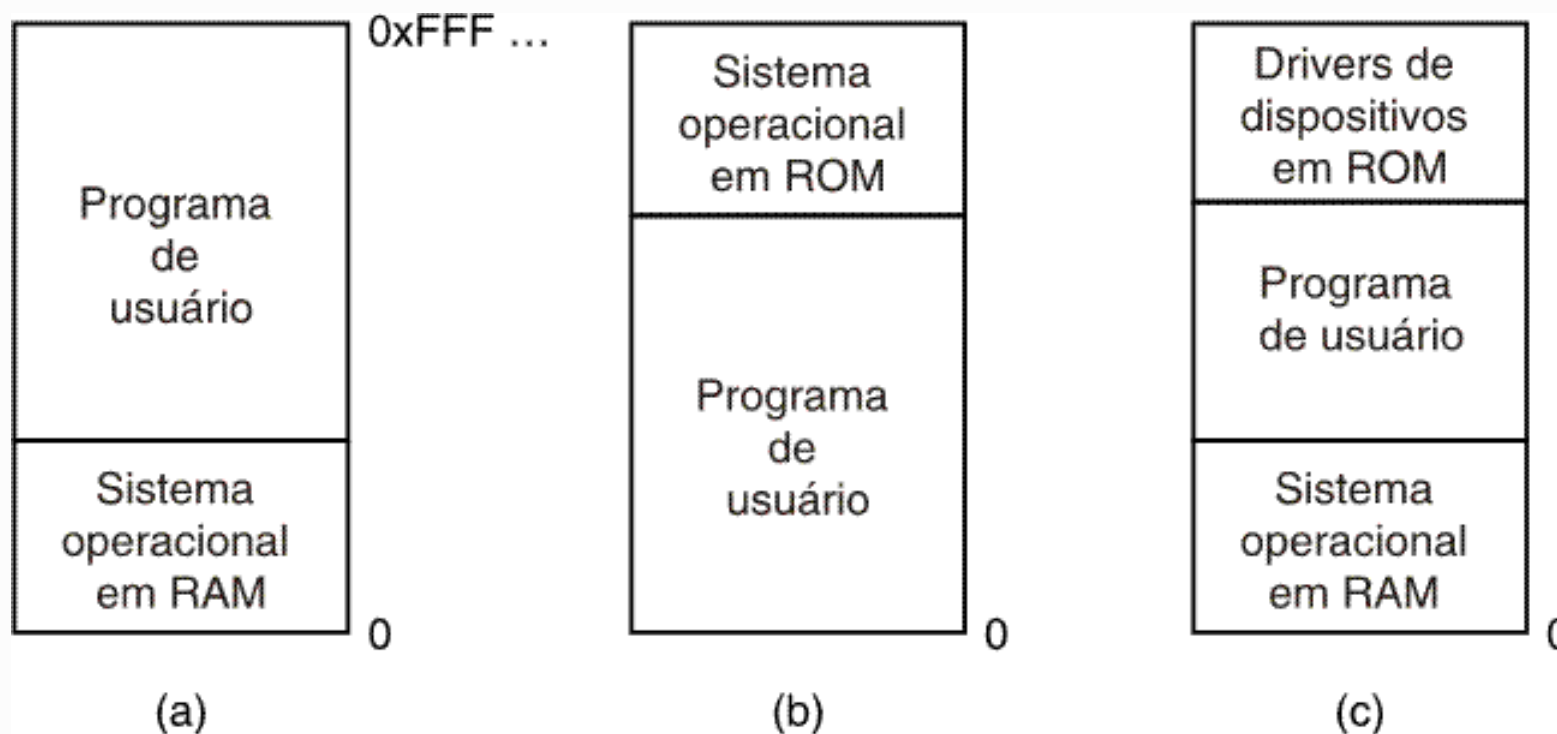 Programa
de
usuário
Sistema
operacional
em RAM
0xFFF ...
0
(a)
Sistema
operacional
em ROM
Programa
de
usuário
0
(b)
Drivers de
dispositivos
em ROM
Programa
de usuário
Sistema
operacional
em RAM
0
(c)